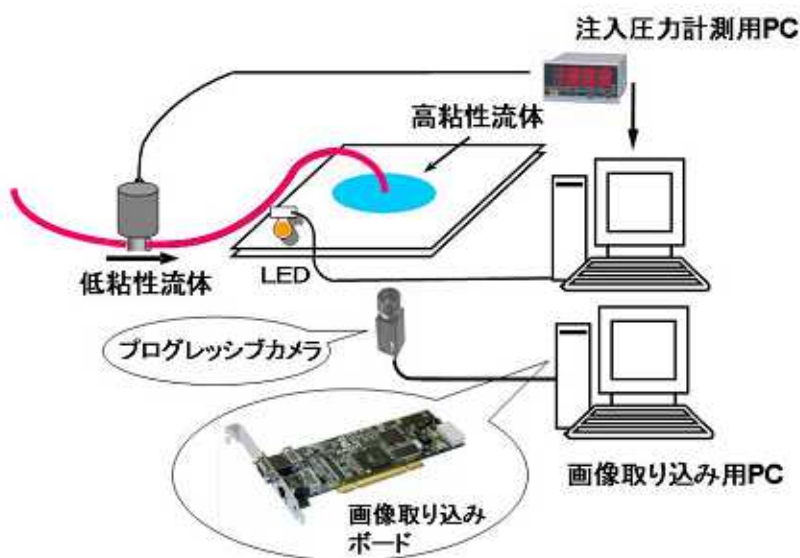 注入圧力計測用PC
高粘性流体
低粘性流体
LED
プログレッシブカメラ
画像取り込み用PC
画像取り込み
ボード